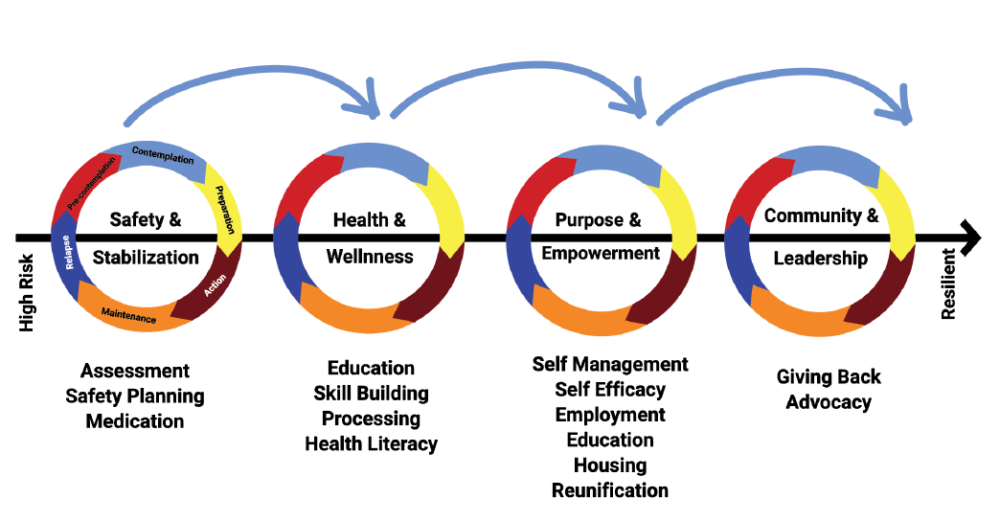 Contemplation
Pre-contemplation
Preparation
Relapse
Action
Maintenance
High Risk
Safety &
Stabilization
Health &
Wellnness
Purpose &
Empowerment
Community &
Leadership
Resilient
Assessment
Safety Planning
Medication
Education
Skill Building
Processing
Health Literacy
Self Management
Self Efficacy
Employment
Education
Housing
Reunification
Giving Back
Advocacy